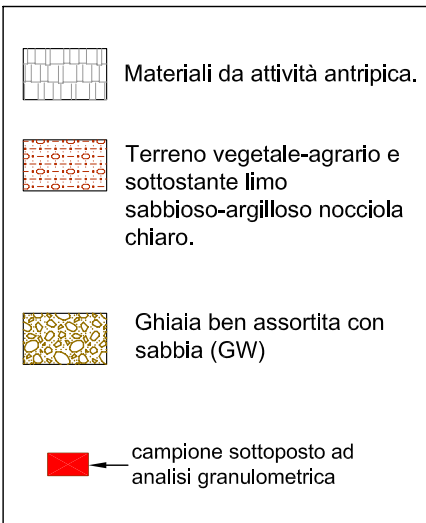 Materiali da attività antripica.
Terreno vegetale-agrario e
sottostante limo
sabbioso-argilloso nocciola
chiaro.
Ghiaia ben assortita con
sabbia (GW)
campione sottoposto ad
analisi granulometrica